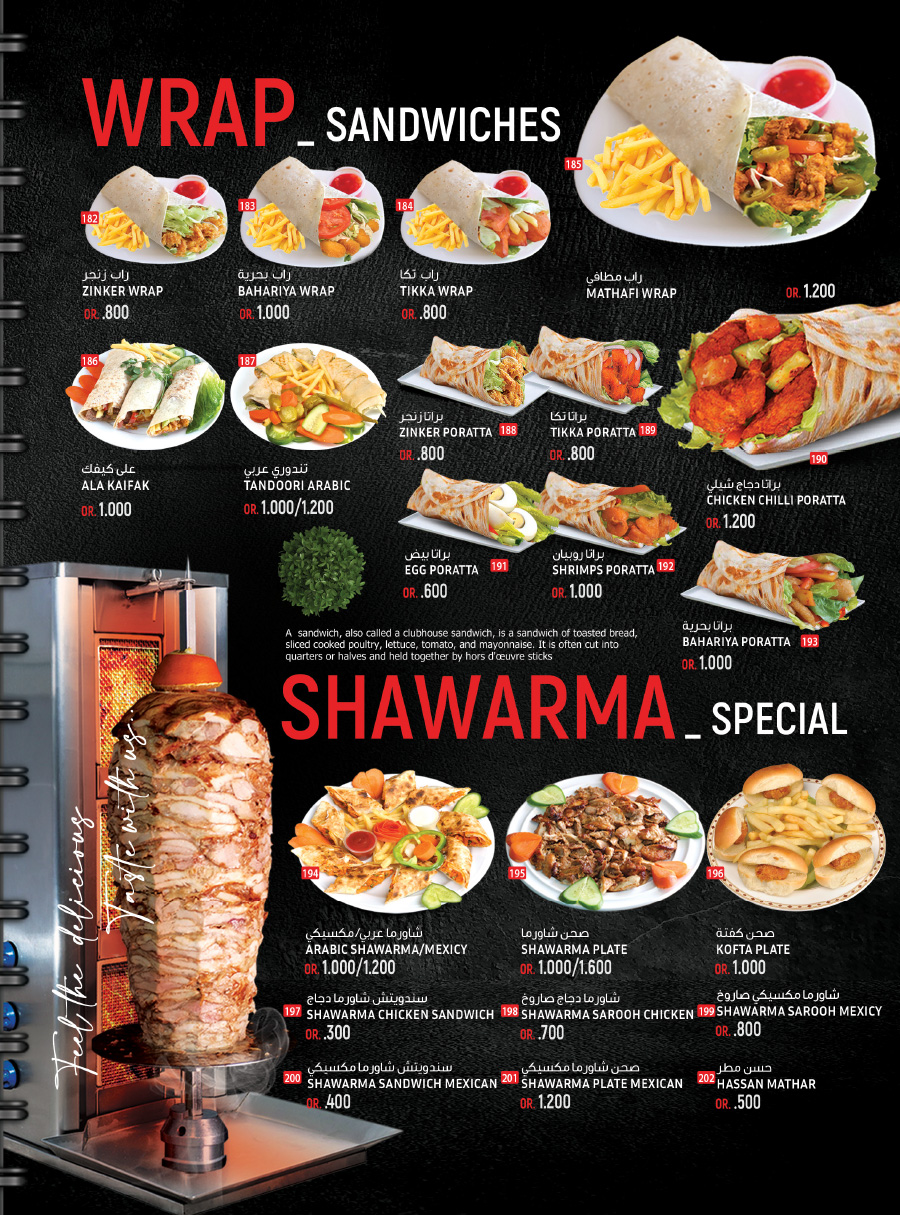 WRAP_ SANDWICHES
182
راب زنجر
ZINKER WRAP
OR. .800
183
راب بحرية
BAHARIYA WRAP
OR. 1.000
184
راب تكا
TIKKA WRAP
OR. .800
185
راب مطافي
MATHAFI WRAP
OR. 1.200
186
على كيفك
ALA KAIFAK
OR. 1.000
187
تندوري عربي
TANDOORI ARABIC
OR. 1.000/1.200
براتا زنجر
ZINKER PORATTA 188
OR. .800
براتا تكا
TIKKA PORATTA 189
OR. .800
190
براتا دجاج شيلي
CHICKEN CHILLI PORATTA
OR. 1.200
براتا بيض
EGG PORATTA 191
OR. .600
براتا روبيان
SHRIMPS PORATTA 192
OR. 1.000
براتا بحرية
BAHARIYA PORATTA 193
OR. 1.000
A sandwich, also called a clubhouse sandwich, is a sandwich of toasted bread,
sliced cooked poultry, lettuce, tomato, and mayonnaise. It is often cut into
quarters or halves and held together by hors d'œuvre sticks
Feel the delicious
Taste with us...
SHAWARMA_ SPECIAL
194
شاورما عربي/مكسيكي
ARABIC SHAWARMA/MEXICY
OR. 1.000/1.200
195
صحن شاورما
SHAWARMA PLATE
OR. 1.000/1.600
196
صحن كفتة
KOFTA PLATE
OR. 1.000
197 سندويتش شاورما دجاج
SHAWARMA CHICKEN SANDWICH
OR. .300
198 شاورما دجاج صاروخ
SHAWARMA SAROOH CHICKEN
OR. .700
199 شاورما مكسيكي صاروخ
SHAWARMA SAROOH MEXICY
OR. .800
200 سندويتش شاورما مكسيكي
SHAWARMA SANDWICH MEXICAN
OR. .400
201 صحن شاورما مكسيكي
SHAWARMA PLATE MEXICAN
OR. 1.200
202 حسن مطر
HASSAN MATHAR
OR. .500